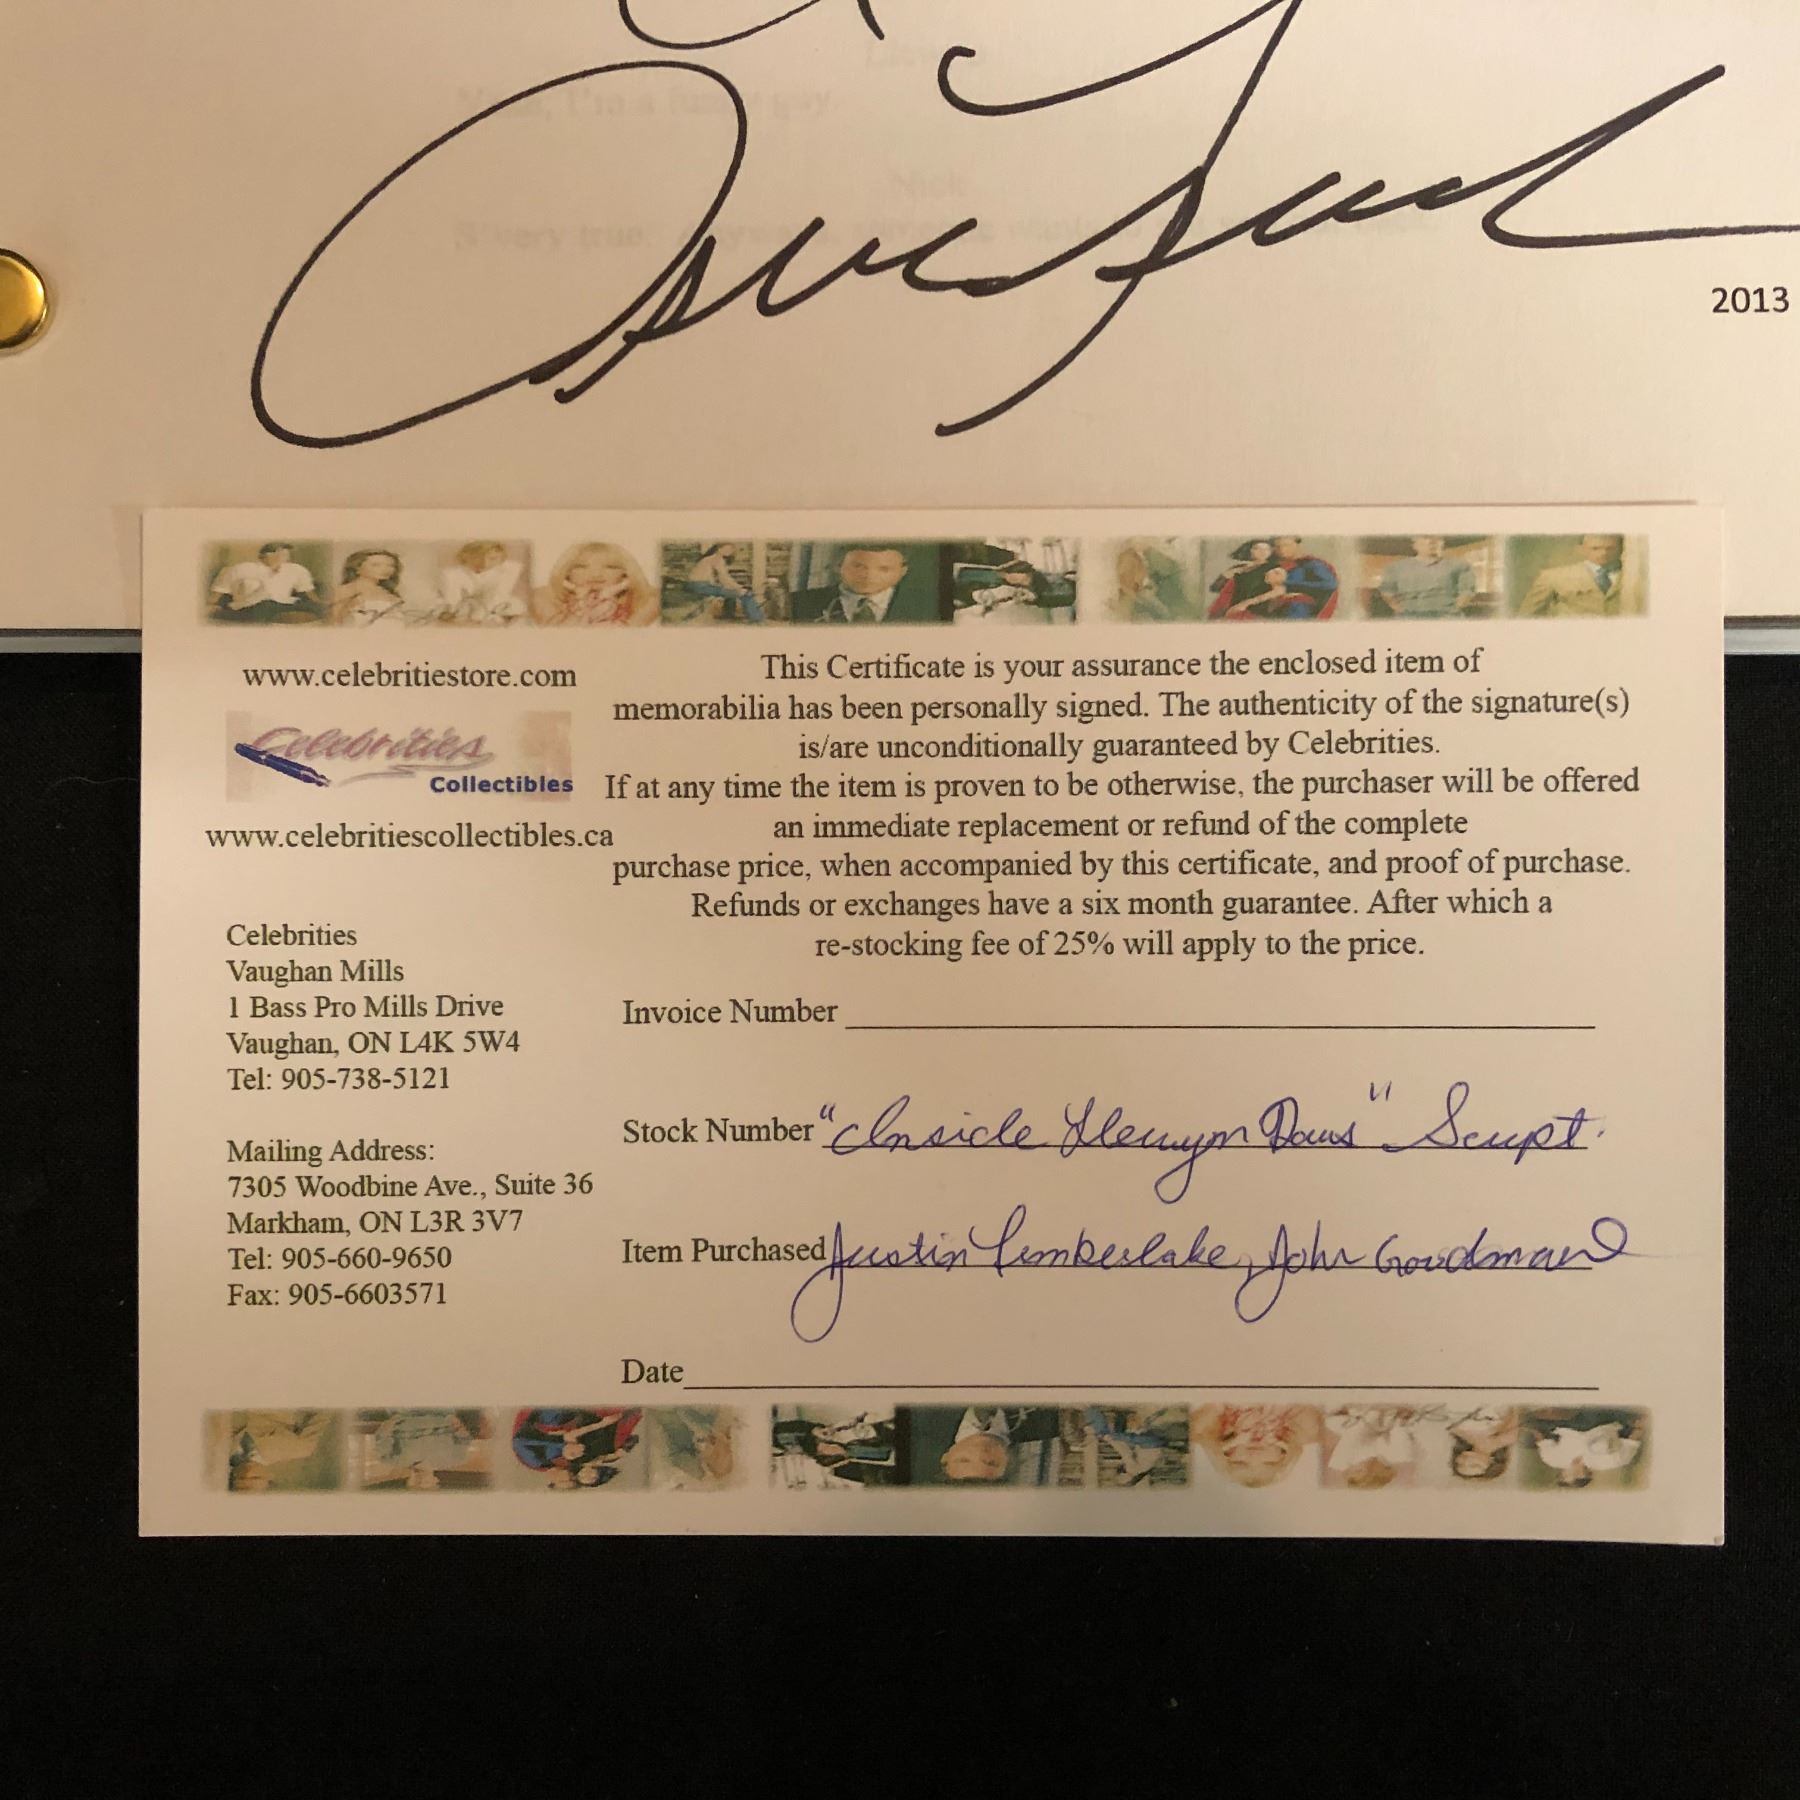 Nick
2013
www.celebritiestore.com
Celebrities
Collectibles
www.celebritiescollectibles.ca
This Certificate is your assurance the enclosed item of
memorabilia has been personally signed. The authenticity of the signature(s)
is/are unconditionally guaranteed by Celebrities.
If at any time the item is proven to be otherwise, the purchaser will be offered
an immediate replacement or refund of the complete
purchase price, when accompanied by this certificate, and proof of purchase.
Refunds or exchanges have a six month guarantee. After which a
re-stocking fee of 25% will apply to the price.
Celebrities
Vaughan Mills
1 Bass Pro Mills Drive
Vaughan, ON L4K 5W4
Tel: 905-738-5121
Mailing Address:
7305 Woodbine Ave., Suite 36
Markham, ON L3R 3V7
Tel: 905-660-9650
Fax: 905-6603571
Invoice Number
Stock Number "Inside Llewyn Davis" Script.
Item Purchased Justin Timberlake, John Goodman
Date